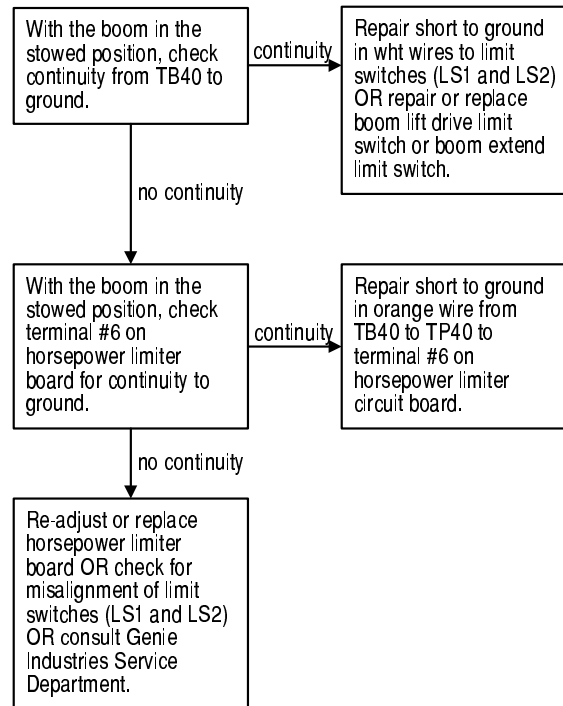 With the boom in
the stowed position, check
continuity from TB40 to
ground.
continuity
Repair short to ground
in wht wires to limit
switches (LS1 and LS2)
OR repair or replace
boom lift drive limit
switch or boom extend
limit switch.
no continuity
With the boom in the
stowed position, check
terminal #6 on
horsepower limiter
board for continuity to
ground.
continuity
Repair short to ground
in orange wire from
TB40 to TP40 to
terminal #6 on
horsepower limiter
circuit board.
no continuity
Re-adjust or replace
horsepower limiter
board OR check for
misalignment of limit
switches (LS1 and LS2)
OR consult Genie
Industries Service
Department.